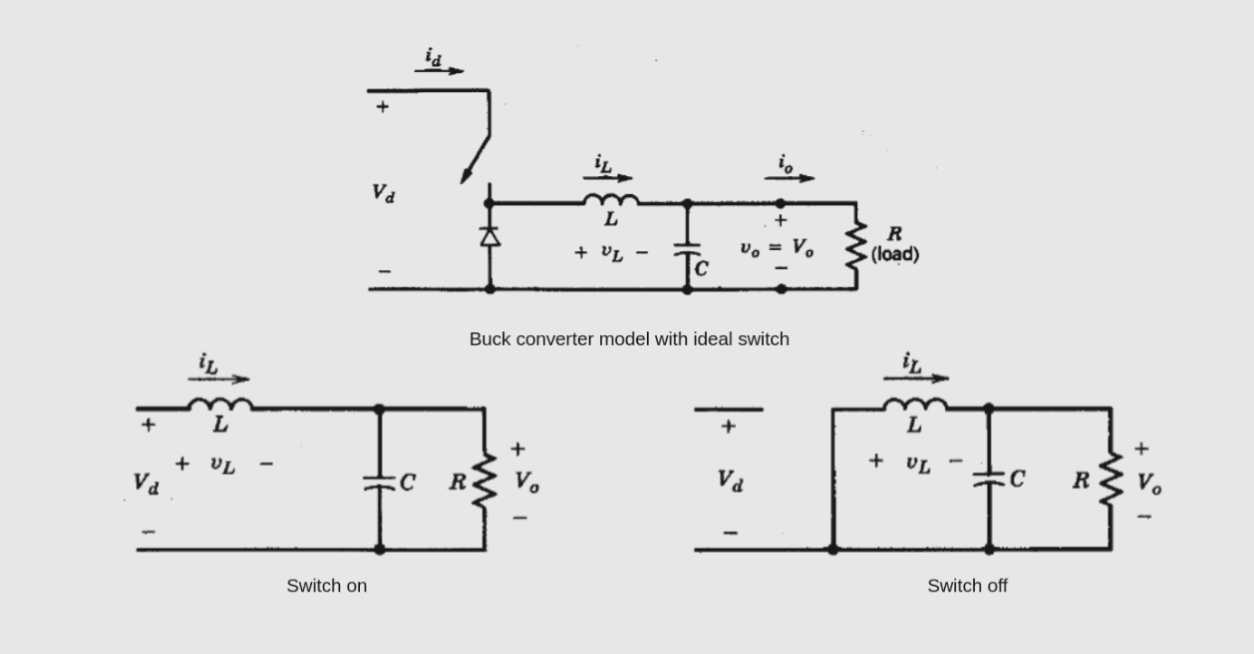 i_d
+
V_d
−
i_L
L
+ v_L −
C
i_o
+
v_o = V_o
−
R
(load)
Buck converter model with ideal switch
i_L
L
+
+ v_L −
V_d
−
C
R
+
V_o
−
Switch on
+
V_d
−
i_L
L
+ v_L −
C
R
+
V_o
−
Switch off